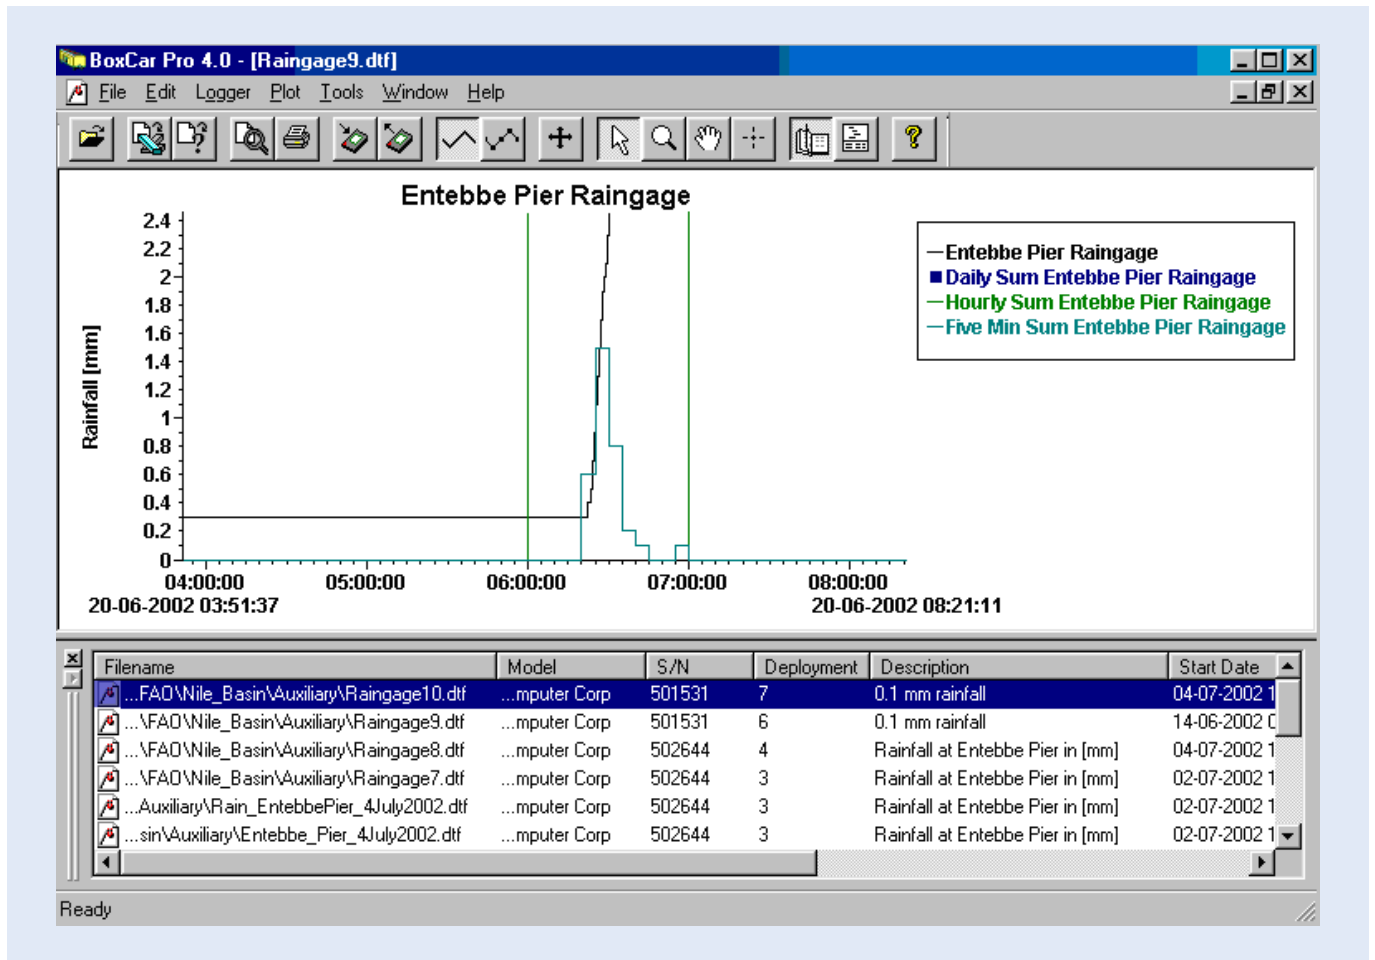 BoxCar Pro 4.0 - [Raingage9.dtf]
File Edit Logger Plot Tools Window Help
Entebbe Pier Raingage
2.4
2.2
2
1.8
1.6
1.4
1.2
1
0.8
0.6
0.4
0.2
0
Rainfall [mm]
04:00:00 05:00:00 06:00:00 07:00:00 08:00:00
20-06-2002 03:51:37 20-06-2002 08:21:11
Entebbe Pier Raingage
Daily Sum Entebbe Pier Raingage
Hourly Sum Entebbe Pier Raingage
Five Min Sum Entebbe Pier Raingage
Filename Model S/N Deployment Description Start Date
...FAO\Nile_Basin\Auxiliary\Raingage10.dtf ...mputer Corp 501531 7 0.1 mm rainfall 04-07-2002 1
...\FAO\Nile_Basin\Auxiliary\Raingage9.dtf ...mputer Corp 501531 6 0.1 mm rainfall 14-06-2002 0
...\FAO\Nile_Basin\Auxiliary\Raingage8.dtf ...mputer Corp 502644 4 Rainfall at Entebbe Pier in [mm] 04-07-2002 1
...\FAO\Nile_Basin\Auxiliary\Raingage7.dtf ...mputer Corp 502644 3 Rainfall at Entebbe Pier in [mm] 02-07-2002 1
...Auxiliary\Rain_EntebbePier_4July2002.dtf ...mputer Corp 502644 3 Rainfall at Entebbe Pier in [mm] 02-07-2002 1
...sin\Auxiliary\Entebbe_Pier_4July2002.dtf ...mputer Corp 502644 3 Rainfall at Entebbe Pier in [mm] 02-07-2002 1
Ready